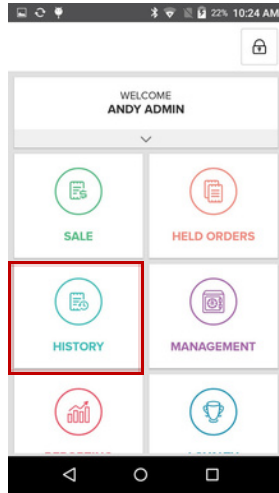 22% 10:24 AM
WELCOME
ANDY ADMIN
SALE
HELD ORDERS
HISTORY
MANAGEMENT